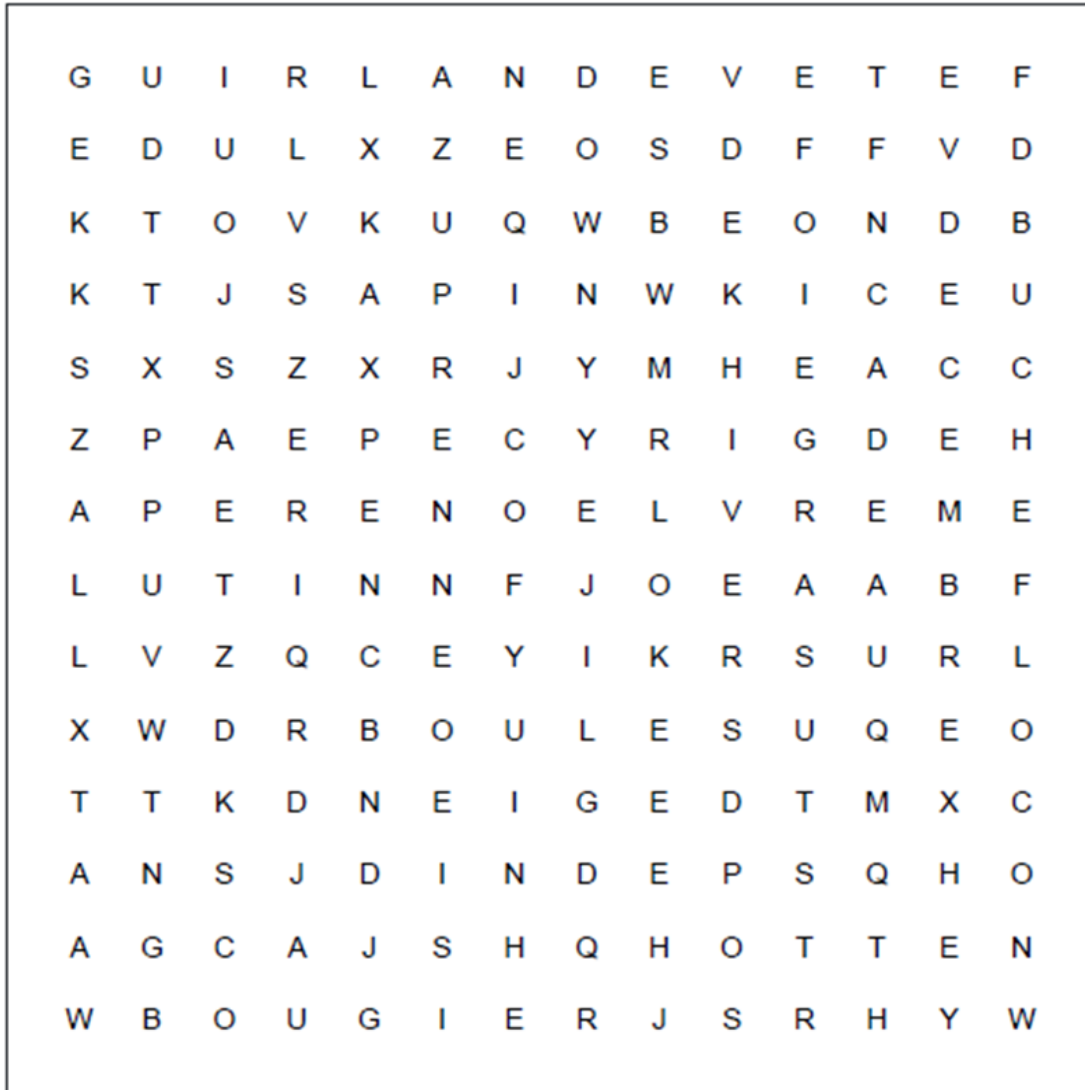 G U I R L A N D E V E T E F
E D U L X Z E O S D F F V D
K T O V K U Q W B E O N D B
K T J S A P I N W K I C E U
S X S Z X R J Y M H E A C C
Z P A E P E C Y R I G D E H
A P E R E N O E L V R E M E
L U T I N N F J O E A A B F
L V Z Q C E Y I K R S U R L
X W D R B O U L E S U Q E O
T T K D N E I G E D T M X C
A N S J D I N D E P S Q H O
A G C A J S H Q H O T T E N
W B O U G I E R J S R H Y W